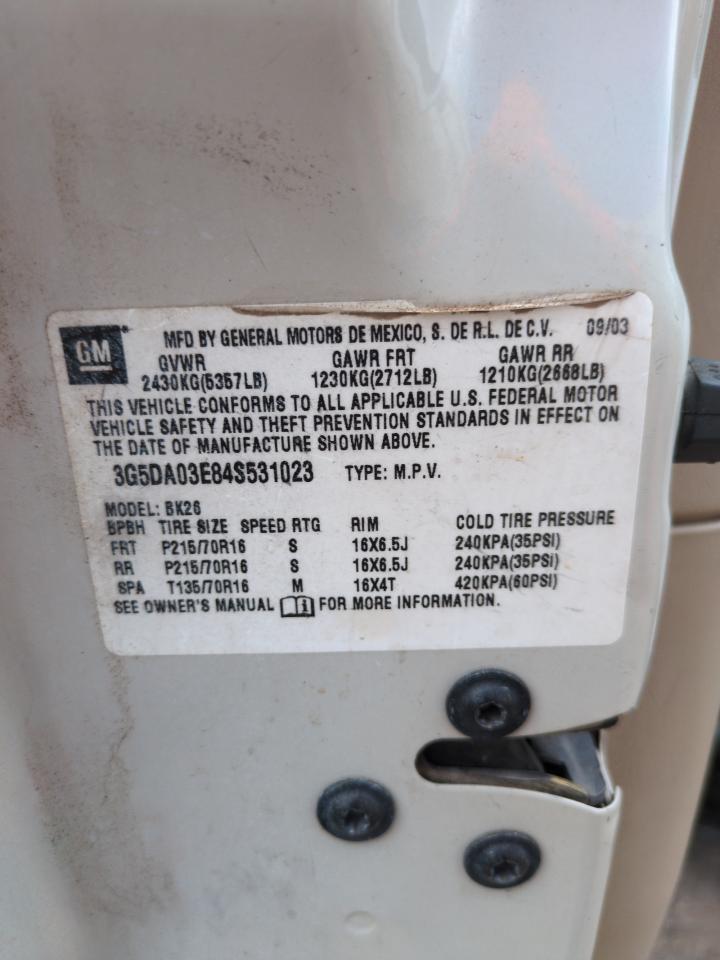 GM
MFD BY GENERAL MOTORS DE MEXICO, S. DE R.L. DE C.V. 09/03
GVWR GAWR FRT GAWR RR
2430KG(5357LB) 1230KG(2712LB) 1210KG(2668LB)
THIS VEHICLE CONFORMS TO ALL APPLICABLE U.S. FEDERAL MOTOR
VEHICLE SAFETY AND THEFT PREVENTION STANDARDS IN EFFECT ON
THE DATE OF MANUFACTURE SHOWN ABOVE.
3G5DA03E84S531023 TYPE: M.P.V.
MODEL: BK26
BPBH TIRE SIZE SPEED RTG RIM COLD TIRE PRESSURE
FRT P215/70R16 S 16X6.5J 240KPA(35PSI)
RR P215/70R16 S 16X6.5J 240KPA(35PSI)
SPA T135/70R16 M 16X4T 420KPA(60PSI)
SEE OWNER'S MANUAL FOR MORE INFORMATION.